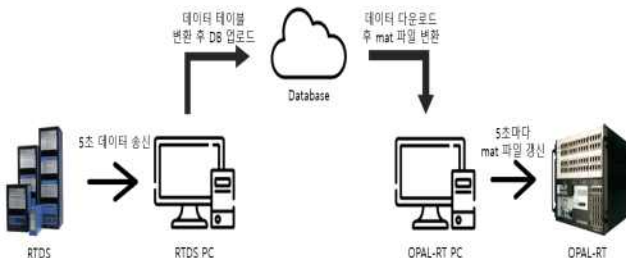 데이터 테이블
변환 후 DB 업로드
데이터 다운로드
후 mat 파일 변환
Database
5초 데이터 송신
5초마다
mat 파일 갱신
RTDS
RTDS PC
OPAL-RT PC
OPAL-RT